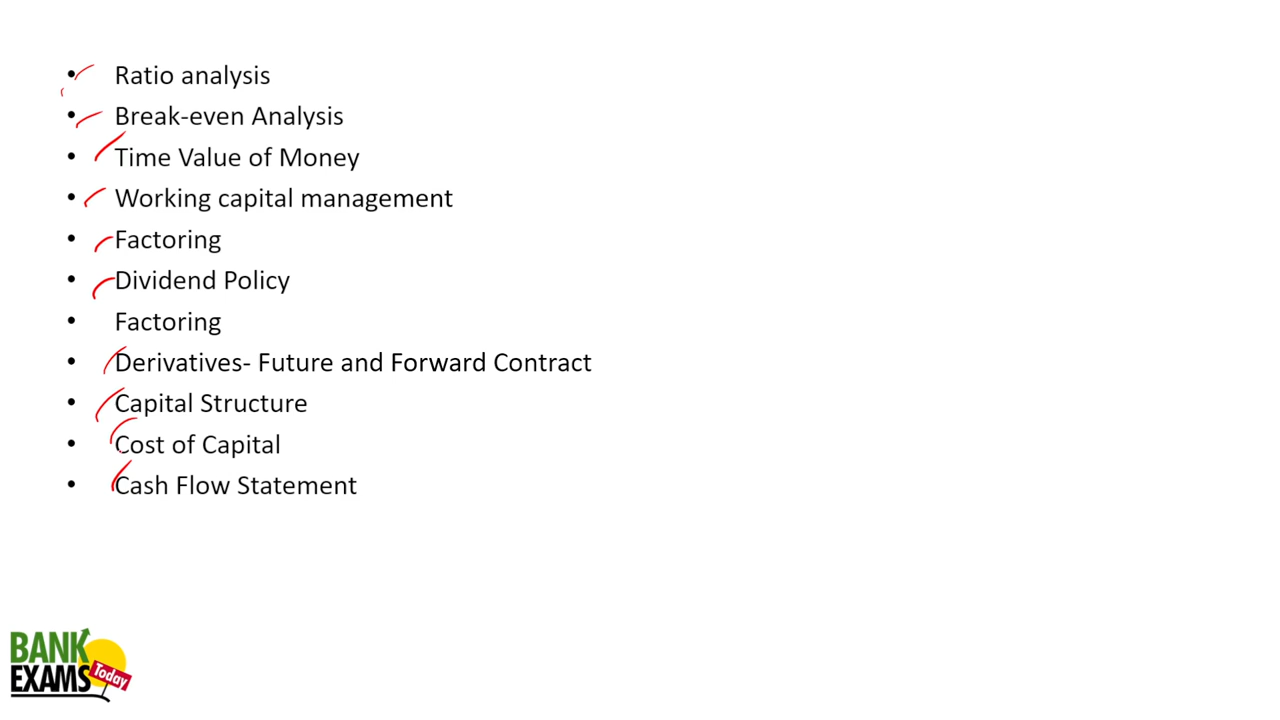 • Ratio analysis
• Break-even Analysis
• Time Value of Money
• Working capital management
• Factoring
• Dividend Policy
• Factoring
• Derivatives- Future and Forward Contract
• Capital Structure
• Cost of Capital
• Cash Flow Statement
BANK
EXAMS Today